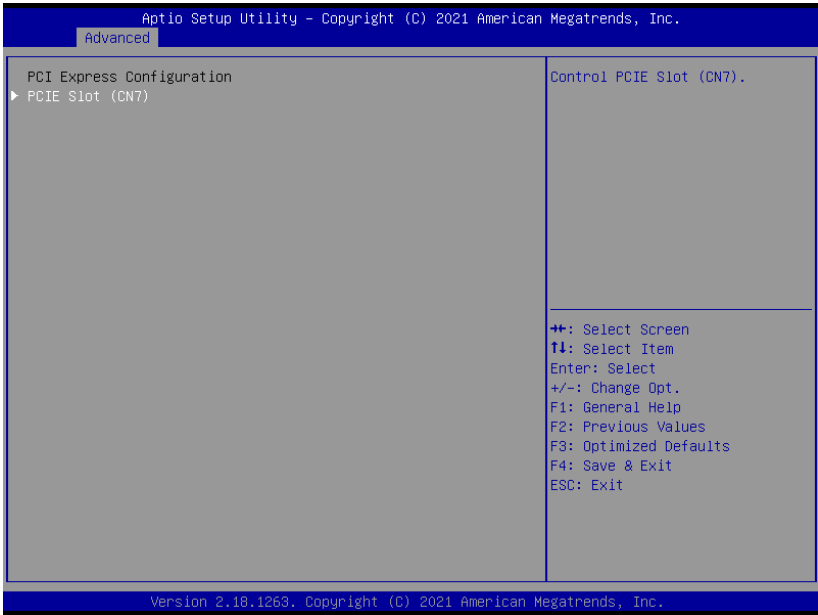 Aptio Setup Utility – Copyright (C) 2021 American Megatrends, Inc.
Advanced
PCI Express Configuration
▶ PCIE Slot (CN7)
Control PCIE Slot (CN7).
→←: Select Screen
↑↓: Select Item
Enter: Select
+/-: Change Opt.
F1: General Help
F2: Previous Values
F3: Optimized Defaults
F4: Save & Exit
ESC: Exit
Version 2.18.1263. Copyright (C) 2021 American Megatrends, Inc.